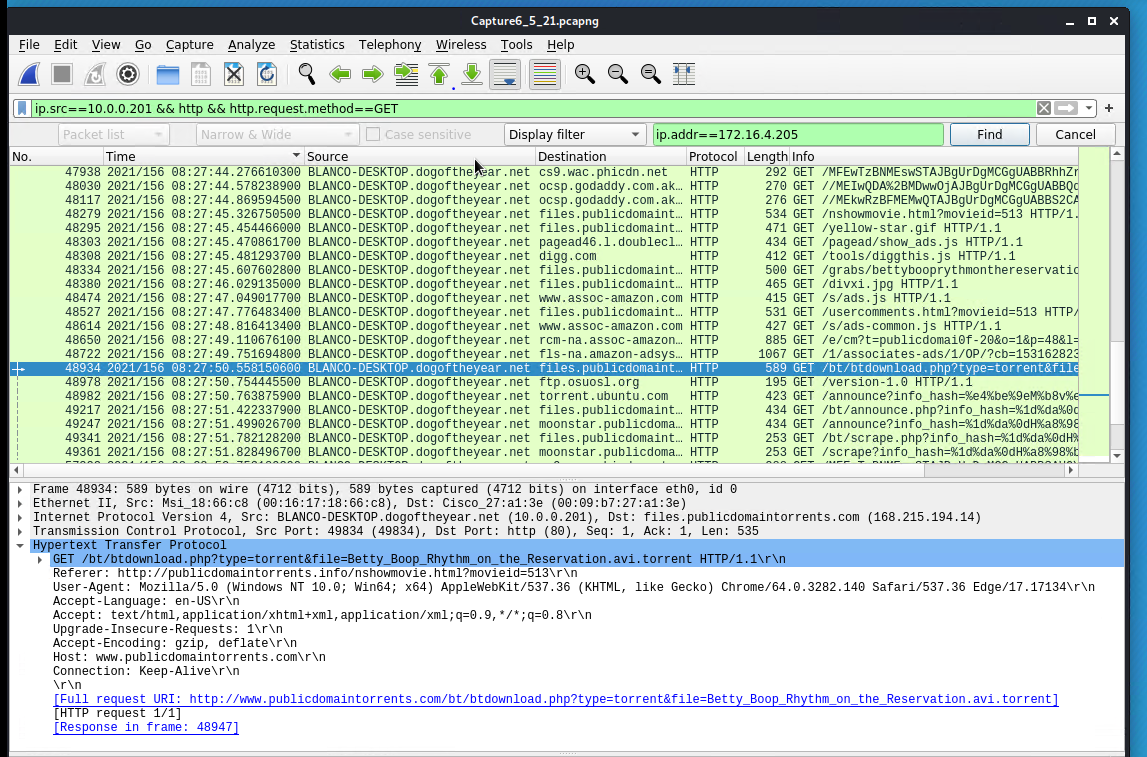 Capture6_5_21.pcapng
File Edit View Go Capture Analyze Statistics Telephony Wireless Tools Help
ip.src==10.0.0.201 && http && http.request.method==GET
Packet list Narrow & Wide Case sensitive Display filter ip.addr==172.16.4.205 Find Cancel
No. Time Source Destination Protocol Length Info
47938 2021/156 08:27:44.276610300 BLANCO-DESKTOP.dogoftheyear.net cs9.wac.phicdn.net HTTP 292 GET /MFEwTzBNMEswSTAJBgUrDgMCGgUABBRhhZr
48030 2021/156 08:27:44.578238900 BLANCO-DESKTOP.dogoftheyear.net ocsp.godaddy.com.ak… HTTP 270 GET //MEIwQDA%2BMDwwOjAJBgUrDgMCGgUABBQc
48117 2021/156 08:27:44.869594500 BLANCO-DESKTOP.dogoftheyear.net ocsp.godaddy.com.ak… HTTP 276 GET //MEkwRzBFMEMwQTAJBgUrDgMCGgUABBS2CA
48279 2021/156 08:27:45.326750500 BLANCO-DESKTOP.dogoftheyear.net files.publicdomaint… HTTP 534 GET /nshowmovie.html?movieid=513 HTTP/1.
48295 2021/156 08:27:45.454466000 BLANCO-DESKTOP.dogoftheyear.net files.publicdomaint… HTTP 471 GET /yellow-star.gif HTTP/1.1
48303 2021/156 08:27:45.470861700 BLANCO-DESKTOP.dogoftheyear.net pagead46.l.doublecl… HTTP 434 GET /pagead/show_ads.js HTTP/1.1
48308 2021/156 08:27:45.481293700 BLANCO-DESKTOP.dogoftheyear.net digg.com HTTP 412 GET /tools/diggthis.js HTTP/1.1
48334 2021/156 08:27:45.607602800 BLANCO-DESKTOP.dogoftheyear.net files.publicdomaint… HTTP 500 GET /grabs/bettybooprythmonthereservatio
48380 2021/156 08:27:46.029135000 BLANCO-DESKTOP.dogoftheyear.net files.publicdomaint… HTTP 465 GET /divxi.jpg HTTP/1.1
48474 2021/156 08:27:47.049017700 BLANCO-DESKTOP.dogoftheyear.net www.assoc-amazon.com HTTP 415 GET /s/ads.js HTTP/1.1
48527 2021/156 08:27:47.776483400 BLANCO-DESKTOP.dogoftheyear.net files.publicdomaint… HTTP 531 GET /usercomments.html?movieid=513 HTTP/
48614 2021/156 08:27:48.816413400 BLANCO-DESKTOP.dogoftheyear.net www.assoc-amazon.com HTTP 427 GET /s/ads-common.js HTTP/1.1
48650 2021/156 08:27:49.110676100 BLANCO-DESKTOP.dogoftheyear.net rcm-na.assoc-amazon… HTTP 885 GET /e/cm?t=publicdomai0f-20&o=1&p=48&l=
48722 2021/156 08:27:49.751694800 BLANCO-DESKTOP.dogoftheyear.net fls-na.amazon-adsys… HTTP 1067 GET /1/associates-ads/1/OP/?cb=153162823
48934 2021/156 08:27:50.558150600 BLANCO-DESKTOP.dogoftheyear.net files.publicdomaint… HTTP 589 GET /bt/btdownload.php?type=torrent&file
48978 2021/156 08:27:50.754445500 BLANCO-DESKTOP.dogoftheyear.net ftp.osuosl.org HTTP 195 GET /version-1.0 HTTP/1.1
48982 2021/156 08:27:50.763875900 BLANCO-DESKTOP.dogoftheyear.net torrent.ubuntu.com HTTP 423 GET /announce?info_hash=%e4%be%9eM%b8v%e
49217 2021/156 08:27:51.422337900 BLANCO-DESKTOP.dogoftheyear.net files.publicdomaint… HTTP 434 GET /bt/announce.php?info_hash=%1d%da%0c
49247 2021/156 08:27:51.499026700 BLANCO-DESKTOP.dogoftheyear.net moonstar.publicdoma… HTTP 434 GET /announce?info_hash=%1d%da%0dH%a8%98
49341 2021/156 08:27:51.782128200 BLANCO-DESKTOP.dogoftheyear.net files.publicdomaint… HTTP 253 GET /bt/scrape.php?info_hash=%1d%da%0dH%
49361 2021/156 08:27:51.828496700 BLANCO-DESKTOP.dogoftheyear.net moonstar.publicdoma… HTTP 253 GET /scrape?info_hash=%1d%da%0dH%a8%98%b
Frame 48934: 589 bytes on wire (4712 bits), 589 bytes captured (4712 bits) on interface eth0, id 0
Ethernet II, Src: Msi_18:66:c8 (00:16:17:18:66:c8), Dst: Cisco_27:a1:3e (00:09:b7:27:a1:3e)
Internet Protocol Version 4, Src: BLANCO-DESKTOP.dogoftheyear.net (10.0.0.201), Dst: files.publicdomaintorrents.com (168.215.194.14)
Transmission Control Protocol, Src Port: 49834 (49834), Dst Port: http (80), Seq: 1, Ack: 1, Len: 535
Hypertext Transfer Protocol
GET /bt/btdownload.php?type=torrent&file=Betty_Boop_Rhythm_on_the_Reservation.avi.torrent HTTP/1.1\r\n
Referer: http://publicdomaintorrents.info/nshowmovie.html?movieid=513\r\n
User-Agent: Mozilla/5.0 (Windows NT 10.0; Win64; x64) AppleWebKit/537.36 (KHTML, like Gecko) Chrome/64.0.3282.140 Safari/537.36 Edge/17.17134\r\n
Accept-Language: en-US\r\n
Accept: text/html,application/xhtml+xml,application/xml;q=0.9,*/*;q=0.8\r\n
Upgrade-Insecure-Requests: 1\r\n
Accept-Encoding: gzip, deflate\r\n
Host: www.publicdomaintorrents.com\r\n
Connection: Keep-Alive\r\n
\r\n
[Full request URI: http://www.publicdomaintorrents.com/bt/btdownload.php?type=torrent&file=Betty_Boop_Rhythm_on_the_Reservation.avi.torrent]
[HTTP request 1/1]
[Response in frame: 48947]